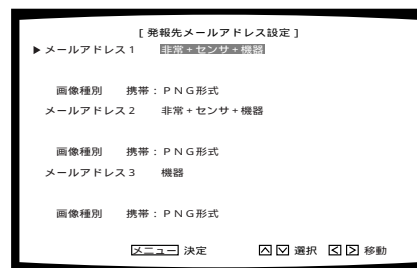 [発報先メールアドレス設定]
▶メールアドレス1 非常+センサ+機器
画像種別 携帯:PNG形式
メールアドレス2 非常+センサ+機器
画像種別 携帯:PNG形式
メールアドレス3 機器
画像種別 携帯:PNG形式
メニュー 決定 ∧ ∨ 選択 < > 移動